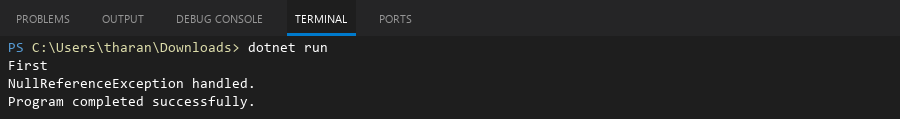 PROBLEMS OUTPUT DEBUG CONSOLE TERMINAL PORTS
PS C:\Users\tharan\Downloads> dotnet run
First
NullReferenceException handled.
Program completed successfully.